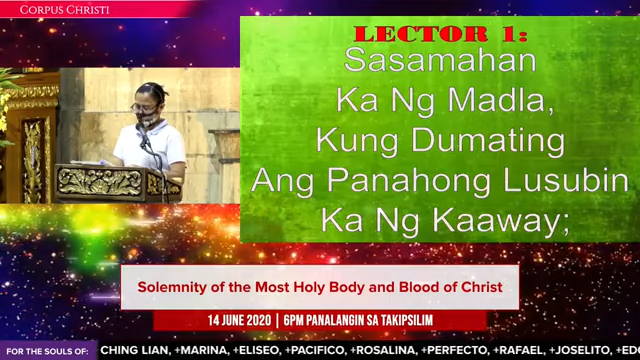 CORPUS CHRISTI
LECTOR 1:
Sasamahan
Ka Ng Madla,
Kung Dumating
Ang Panahong Lusubin
Ka Ng Kaaway;
Solemnity of the Most Holy Body and Blood of Christ
14 JUNE 2020 | 6PM PANALANGIN SA TAKIPSILIM
FOR THE SOULS OF: CHING LIAN, +MARINA, +ELISEO, +PACIFICO, +ROSALINA, +PERFECTO, +RAFAEL, +JOSELITO, +ED